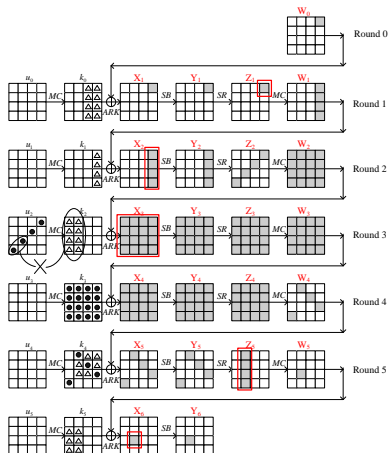 W0
Round 0
u0 MC k0 ARK X1 SB Y1 SR Z1 MC W1
Round 1
u1 MC k1 ARK X2 SB Y2 SR Z2 MC W2
Round 2
u2 k2 ARK X3 SB Y3 SR Z3 MC W3
Round 3
u3 MC k3 ARK X4 SB Y4 SR Z4 MC W4
Round 4
u4 MC k4 ARK X5 SB Y5 SR Z5 MC W5
Round 5
u5 MC k5 ARK X6 SB Y6